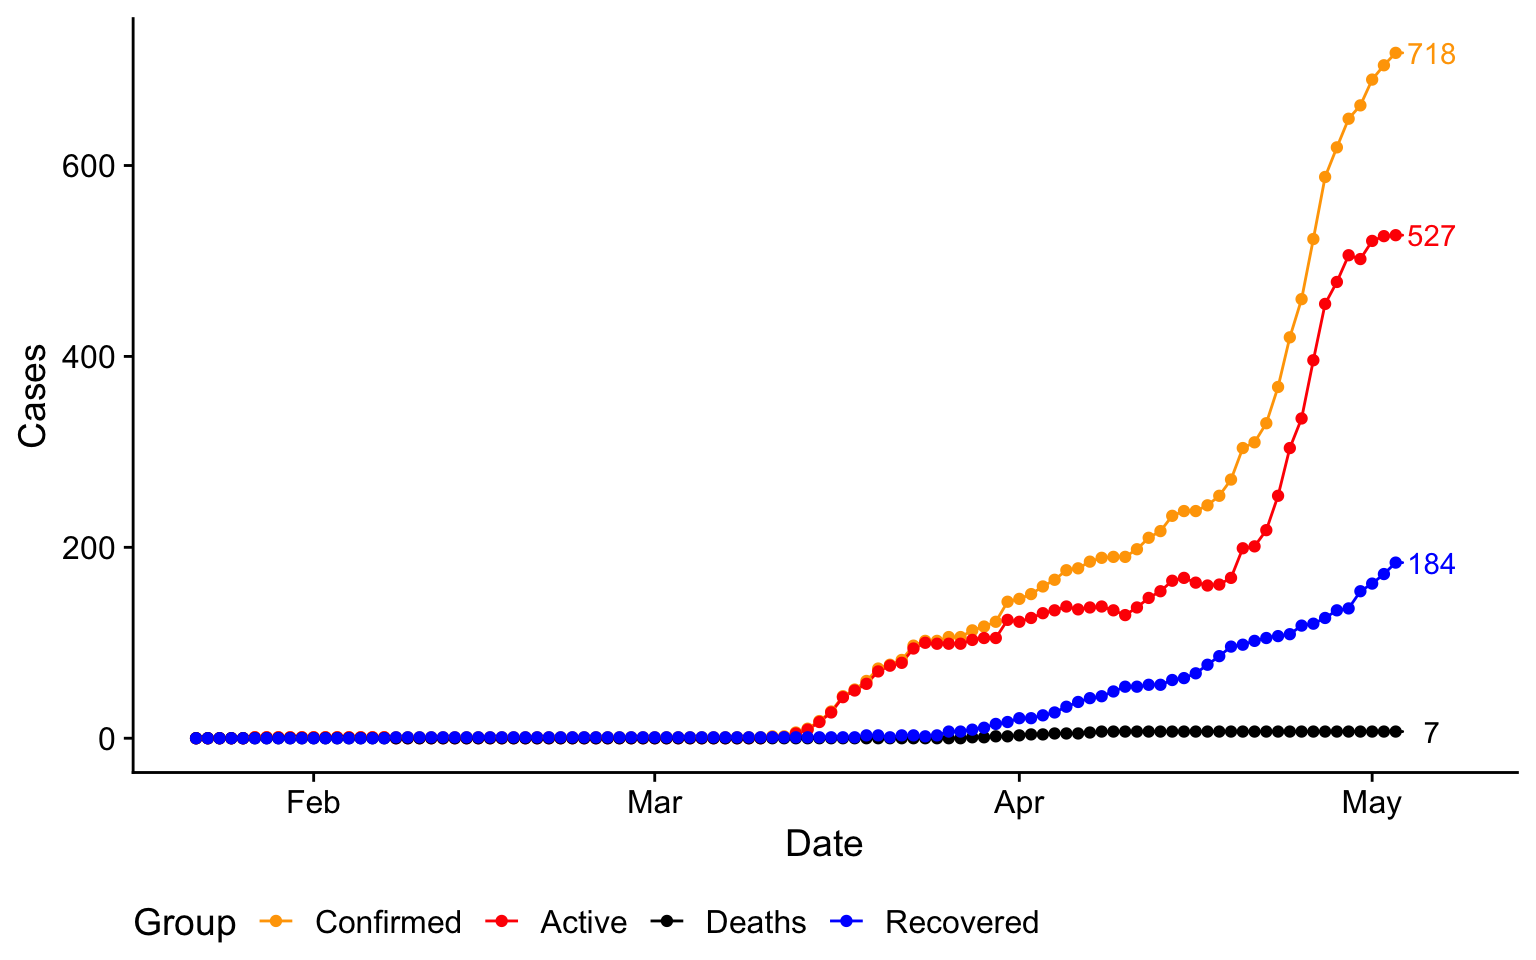 718
600
527
400
Cases
200
184
0
7
Feb Mar Apr May
Date
Group Confirmed Active Deaths Recovered